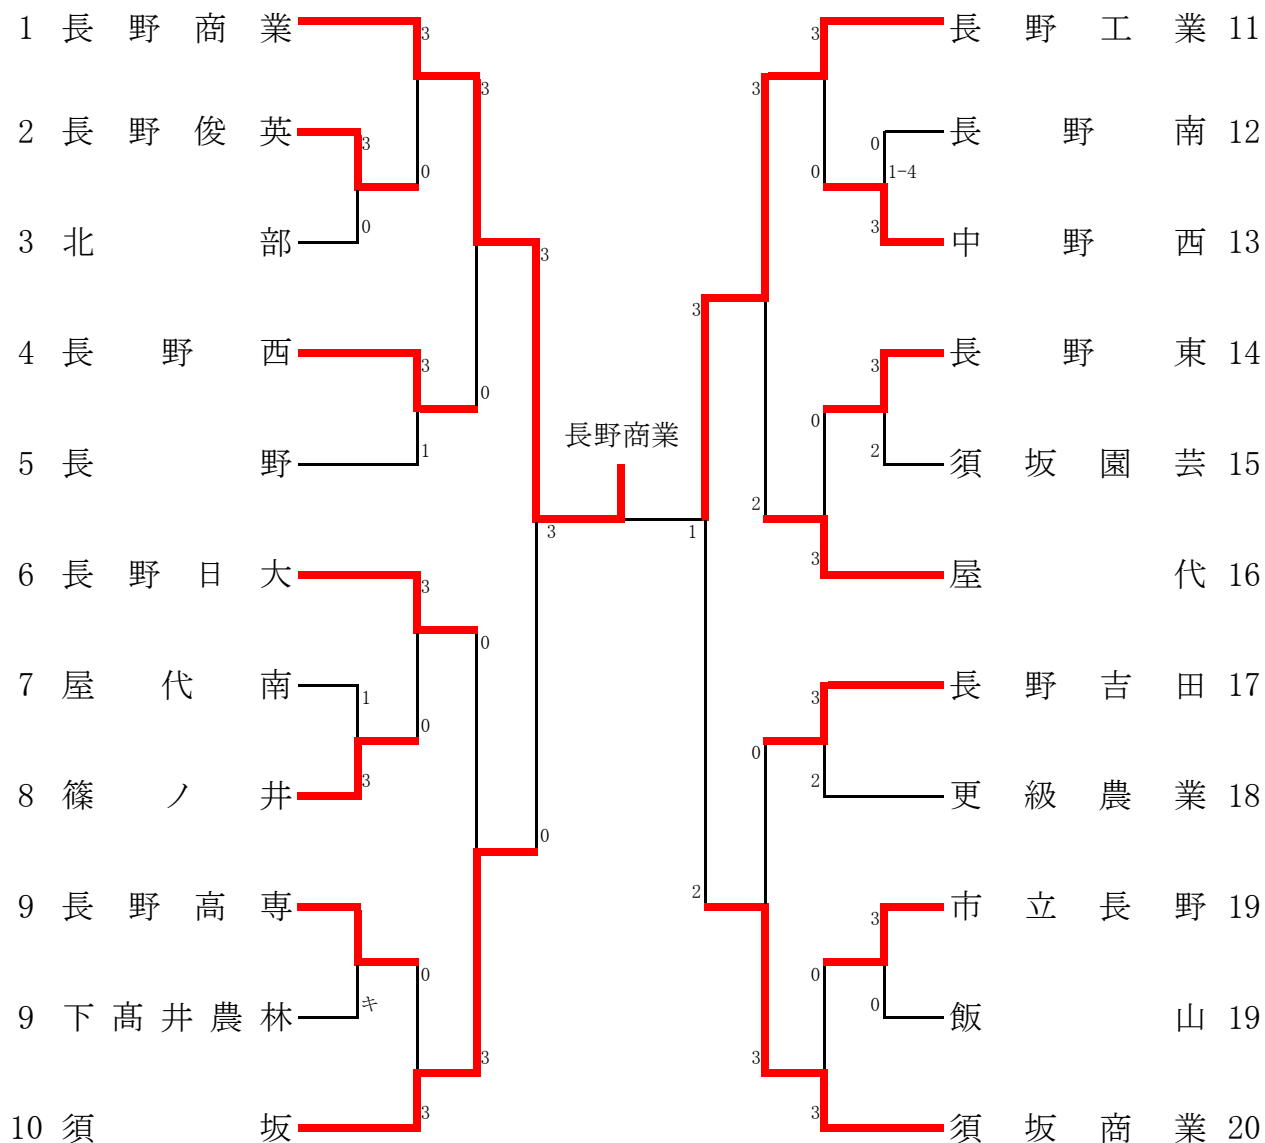 1 長野商業
3
2 長野俊英
3
0
3 北部
0
3
4 長野西
3
0
5 長野
1
3
6 長野日大
3
0
7 屋代南
1
0
8 篠ノ井
3
0
9 長野高専
0
9 下髙井農林
キ
3
10 須坂
3
長野商業
3
1
長野工業 11
3
3
長野南 12
0
0
1-4
中野西 13
3
3
長野東 14
3
0
須坂園芸 15
2
2
屋代 16
3
長野吉田 17
3
0
更級農業 18
2
2
市立長野 19
3
0
飯山 19
0
3
須坂商業 20
3